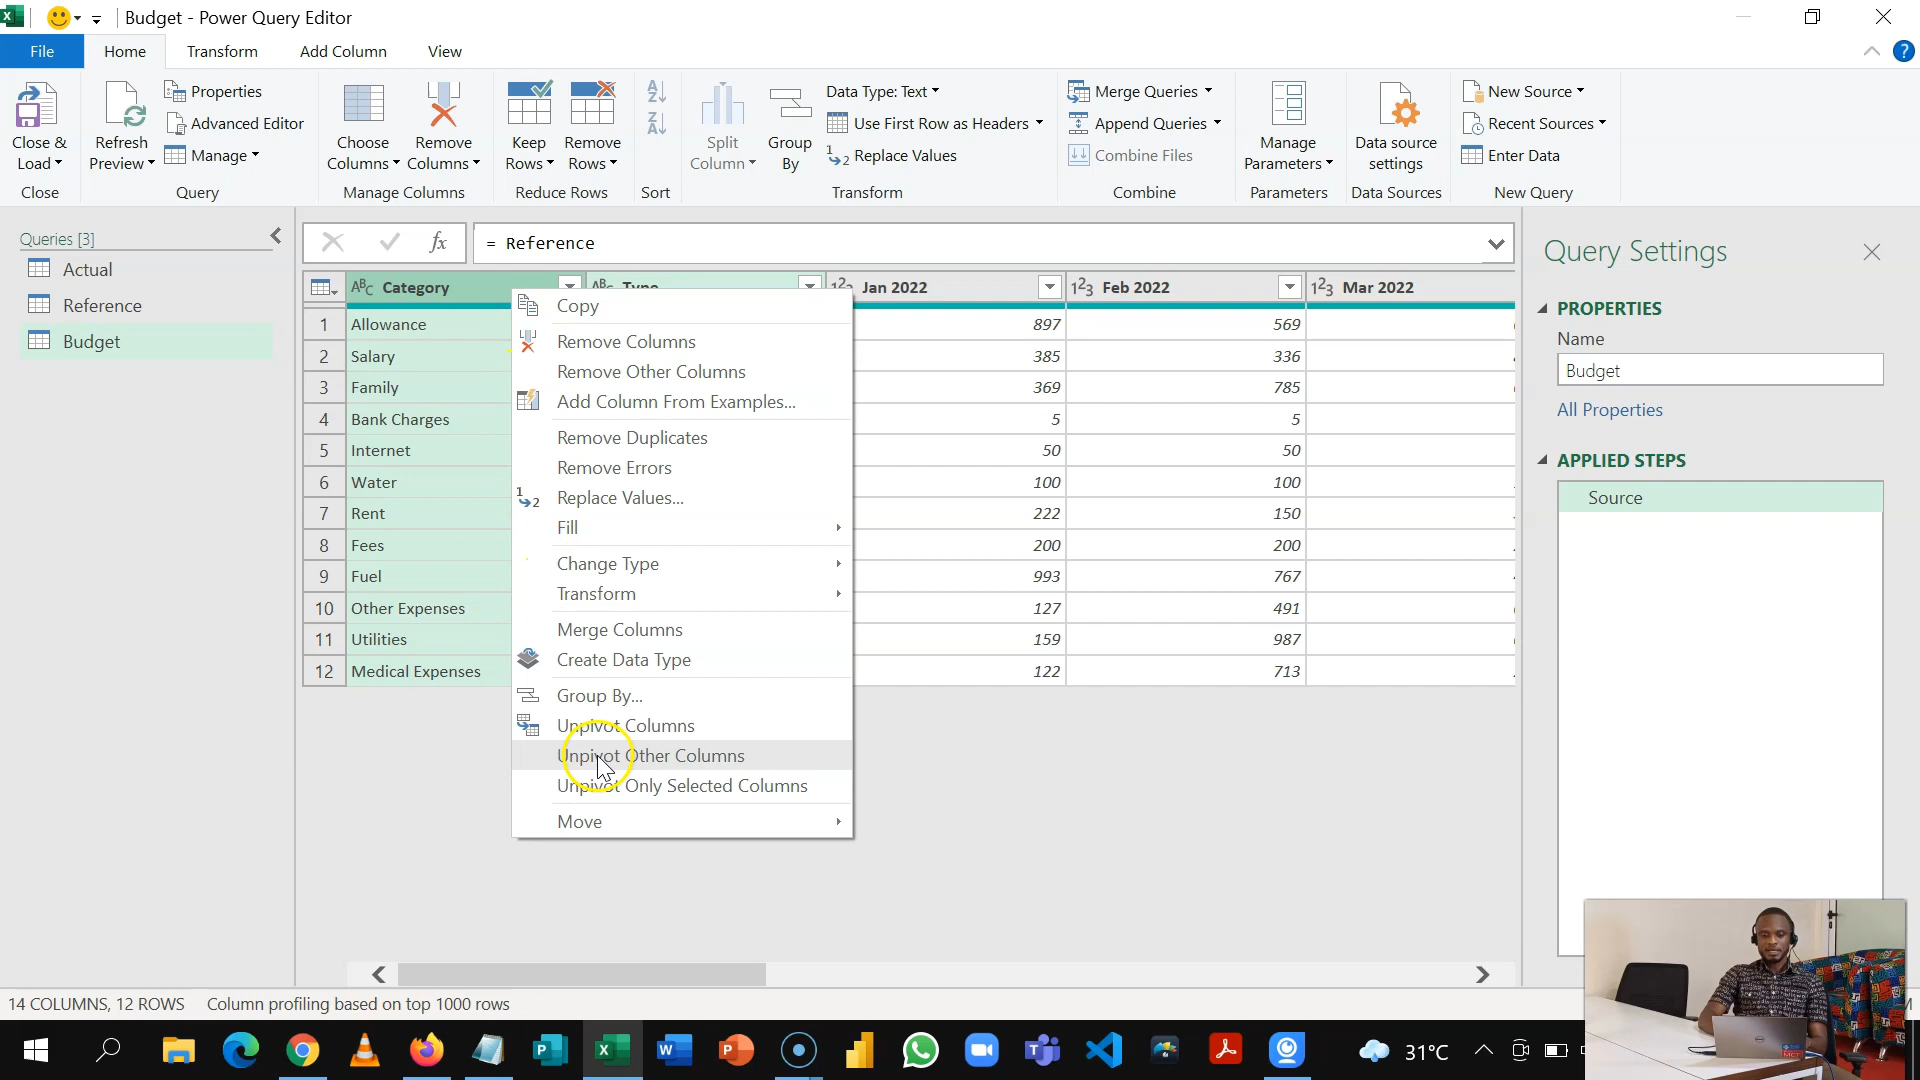 Budget - Power Query Editor
File
Home
Transform
Add Column
View
Close &
Load
Close
Refresh
Preview
Properties
Advanced Editor
Manage
Query
Choose
Columns
Remove
Columns
Manage Columns
Keep
Rows
Remove
Rows
Reduce Rows
Sort
Split
Column
Group
By
Data Type: Text
Use First Row as Headers
Replace Values
Transform
Merge Queries
Append Queries
Combine Files
Combine
Manage
Parameters
Parameters
Data source
settings
Data Sources
New Source
Recent Sources
Enter Data
New Query
Queries [3]
Actual
Reference
Budget
fx
= Reference
Category
Type
Jan 2022
Feb 2022
Mar 2022
1 Allowance 897 569
2 Salary 385 336
3 Family 369 785
4 Bank Charges 5 5
5 Internet 50 50
6 Water 100 100
7 Rent 222 150
8 Fees 200 200
9 Fuel 993 767
10 Other Expenses 127 491
11 Utilities 159 987
12 Medical Expenses 122 713
Copy
Remove Columns
Remove Other Columns
Add Column From Examples...
Remove Duplicates
Remove Errors
Replace Values...
Fill
Change Type
Transform
Merge Columns
Create Data Type
Group By...
Unpivot Columns
Unpivot Other Columns
Unpivot Only Selected Columns
Move
Query Settings
PROPERTIES
Name
Budget
All Properties
APPLIED STEPS
Source
14 COLUMNS, 12 ROWS
Column profiling based on top 1000 rows
31°C